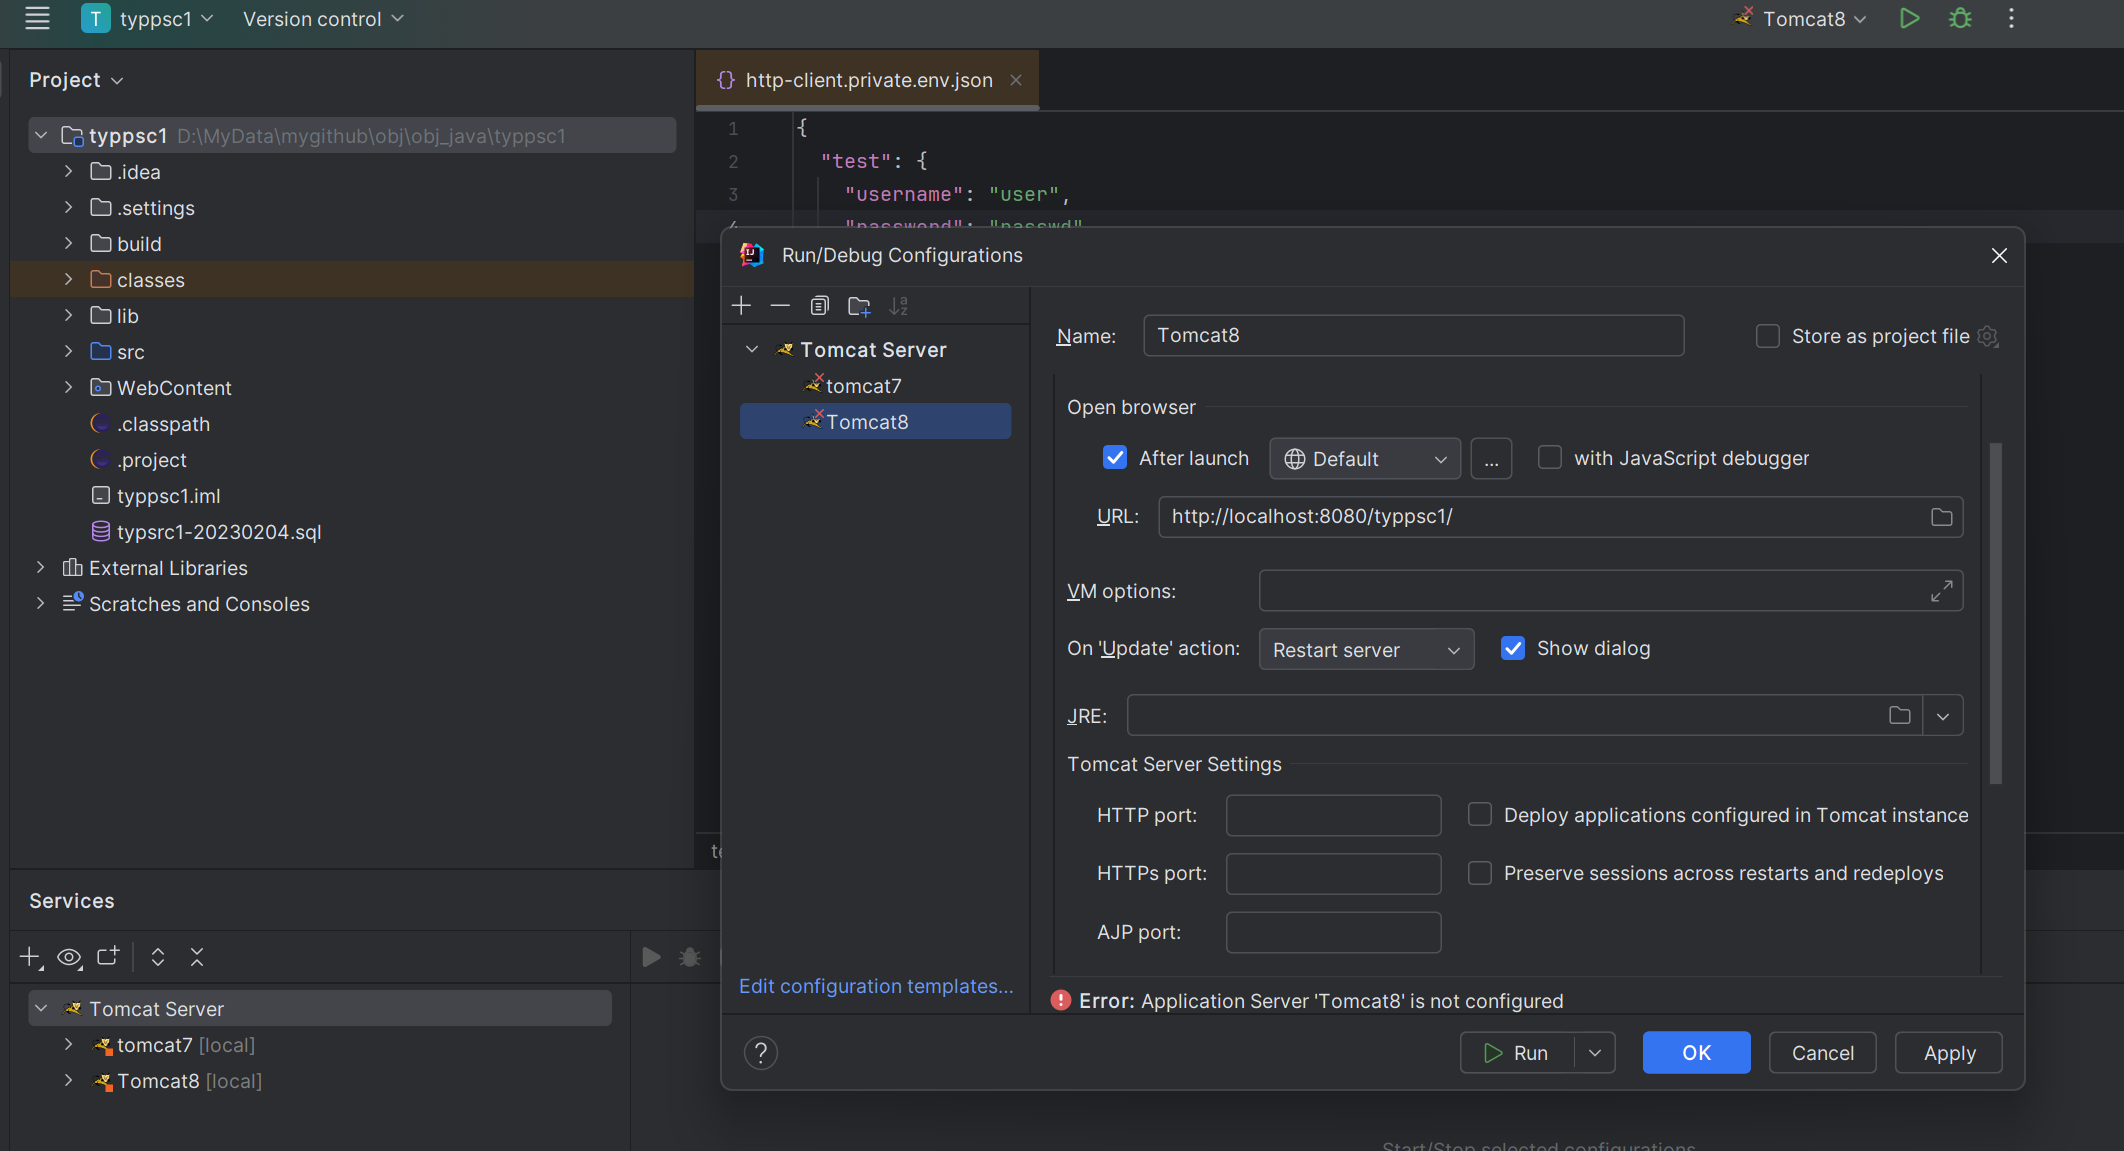 T typpsc1 Version control Tomcat8
Project
http-client.private.env.json
typpsc1 D:\MyData\mygithub\obj\obj_java\typpsc1
.idea
.settings
build
classes
lib
src
WebContent
.classpath
.project
typpsc1.iml
typsrc1-20230204.sql
External Libraries
Scratches and Consoles
1 {
2 "test": {
3 "username": "user",
4 "password": "passwd"
Run/Debug Configurations
Tomcat Server
tomcat7
Tomcat8
Edit configuration templates...
Name: Tomcat8 Store as project file
Open browser
After launch Default ... with JavaScript debugger
URL: http://localhost:8080/typpsc1/
VM options:
On 'Update' action: Restart server Show dialog
JRE:
Tomcat Server Settings
HTTP port: Deploy applications configured in Tomcat instance
HTTPs port: Preserve sessions across restarts and redeploys
AJP port:
Error: Application Server 'Tomcat8' is not configured
? Run OK Cancel Apply
Services
Tomcat Server
tomcat7 [local]
Tomcat8 [local]
Start/Stop selected configurations